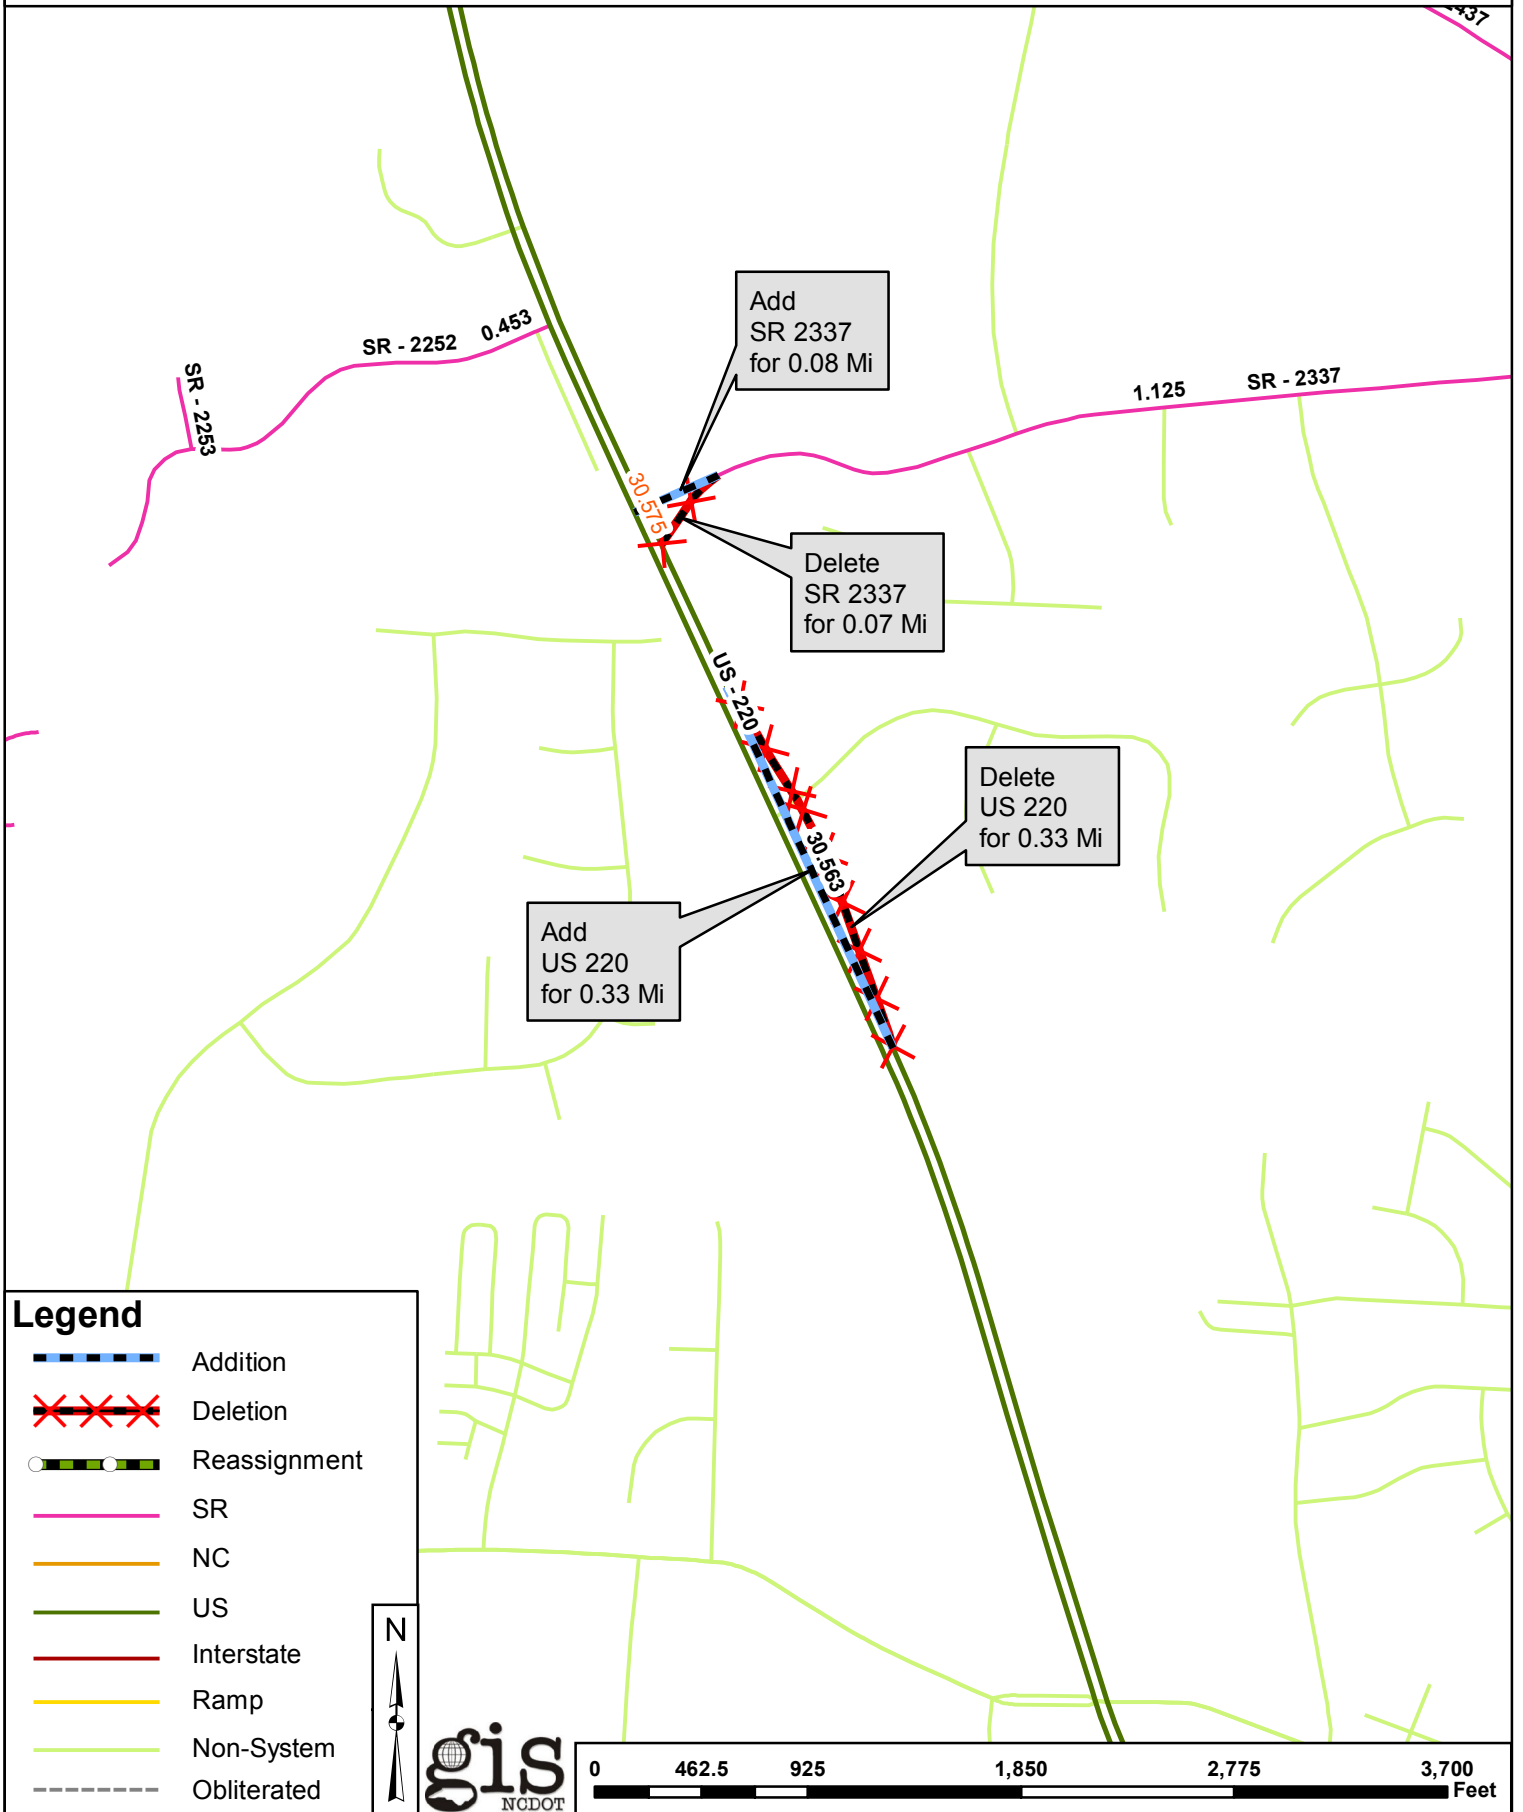 2437
Add
SR 2337
for 0.08 Mi
SR - 2252
0.453
SR - 2253
1.125
SR - 2337
30.575
Delete
SR 2337
for 0.07 Mi
US - 220
Delete
US 220
for 0.33 Mi
30.563
Add
US 220
for 0.33 Mi
Legend
Addition
Deletion
Reassignment
SR
NC
US
Interstate
Ramp
Non-System
Obliterated
N
gis
NCDOT
0 462.5 925 1,850 2,775 3,700
Feet